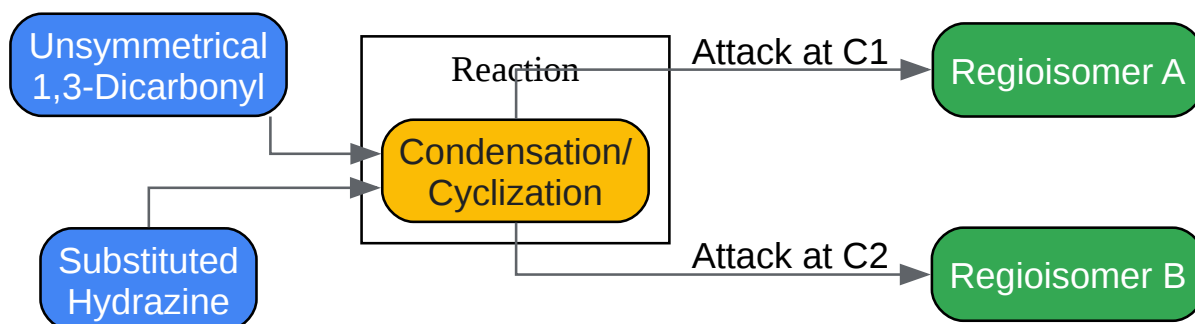 Unsymmetrical
1,3-Dicarbonyl
Substituted
Hydrazine
Reaction
Condensation/
Cyclization
Attack at C1
Regioisomer A
Attack at C2
Regioisomer B